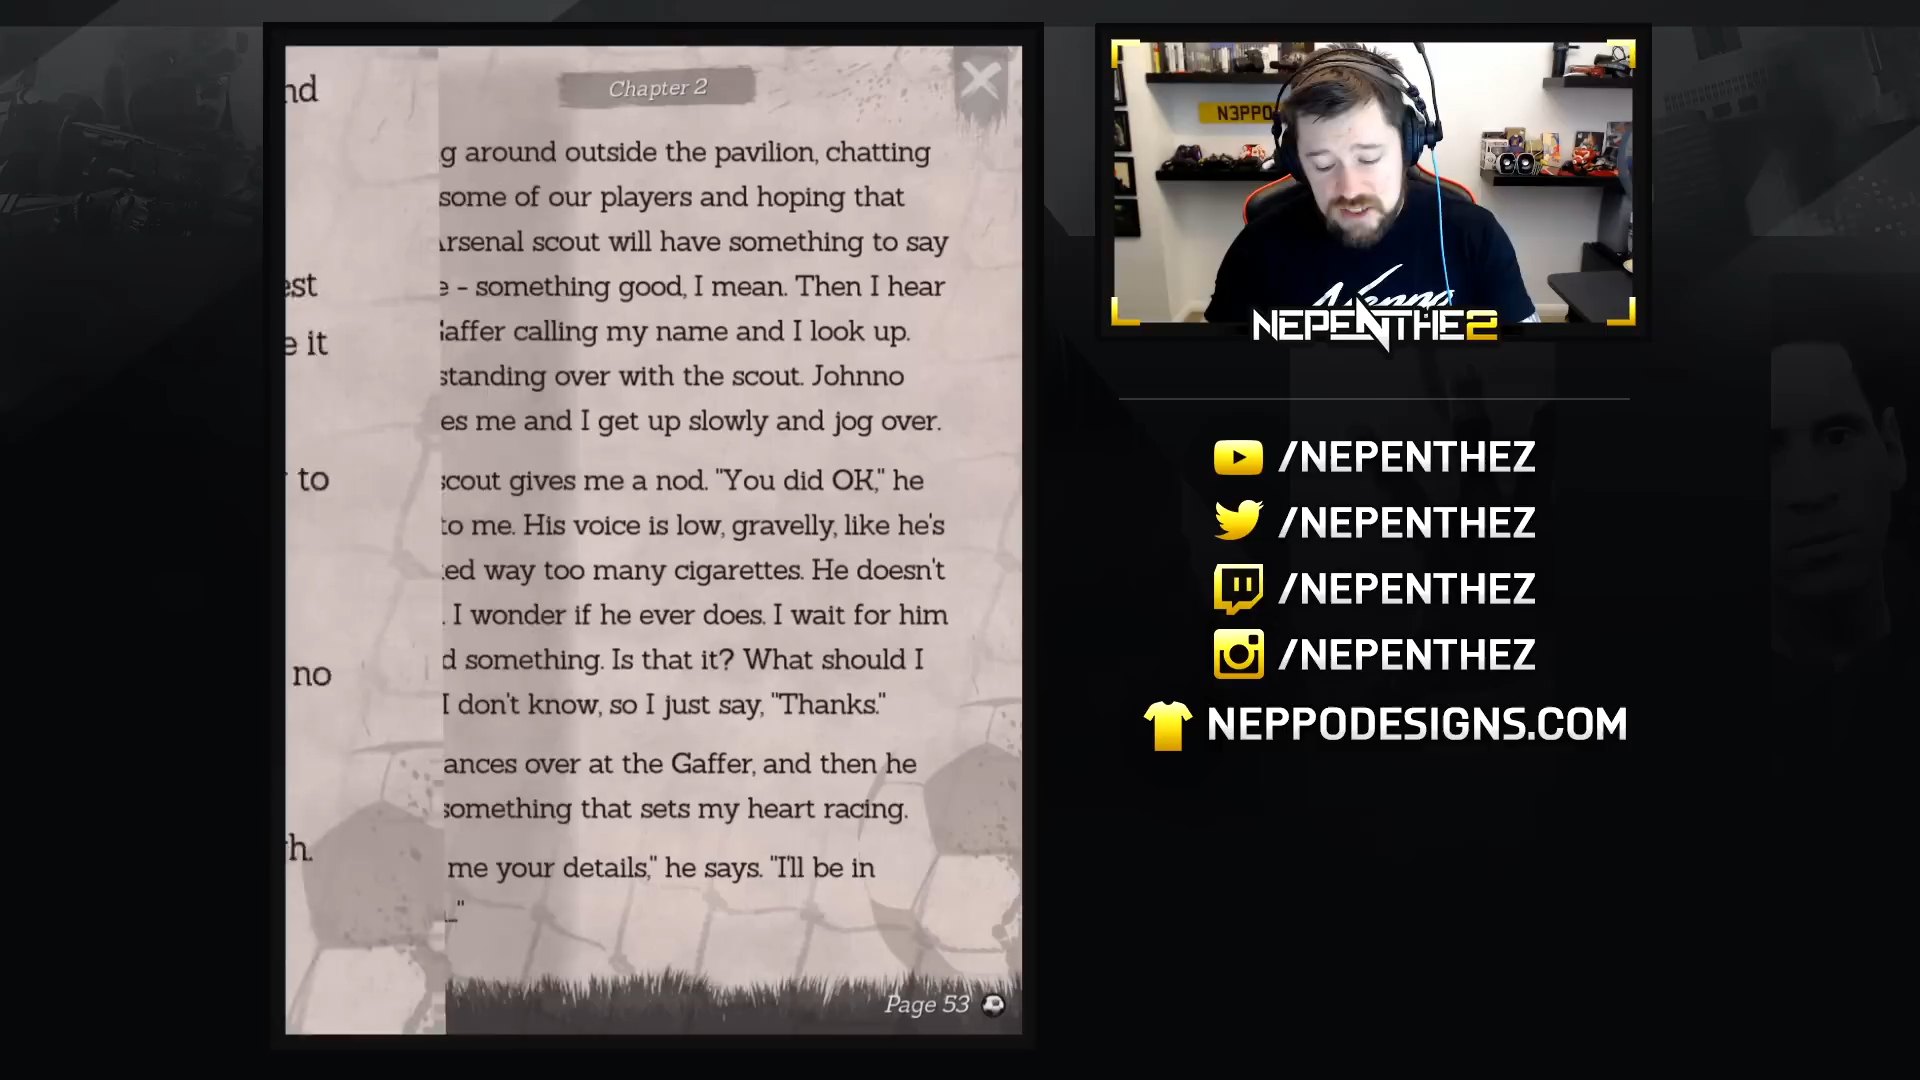 Chapter 2
nd
est
e it
to
no
h.
g around outside the pavilion, chatting
some of our players and hoping that
rsenal scout will have something to say
e - something good, I mean. Then I hear
Gaffer calling my name and I look up.
standing over with the scout. Johnno
es me and I get up slowly and jog over.
scout gives me a nod. "You did OK," he
to me. His voice is low, gravelly, like he's
ed way too many cigarettes. He doesn't
. I wonder if he ever does. I wait for him
d something. Is that it? What should I
I don't know, so I just say, "Thanks."
ances over at the Gaffer, and then he
something that sets my heart racing.
me your details," he says. "I'll be in
..."
Page 53
N3PPO
Neppo
NEPENTHEZ
/NEPENTHEZ
/NEPENTHEZ
/NEPENTHEZ
/NEPENTHEZ
NEPPODESIGNS.COM